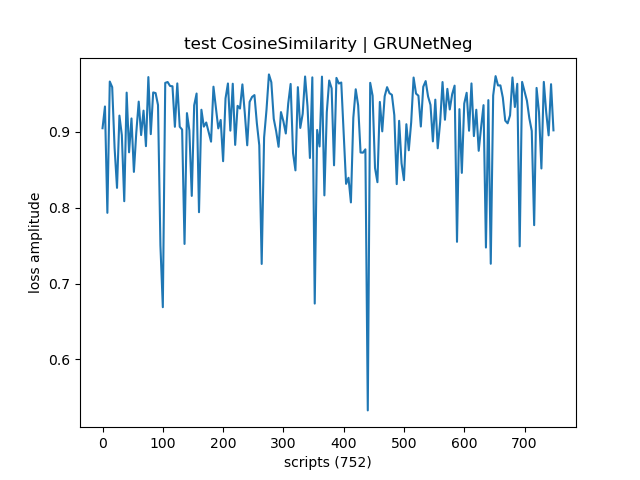 test CosineSimilarity | GRUNetNeg
loss amplitude
0.9
0.8
0.7
0.6
0 100 200 300 400 500 600 700
scripts (752)